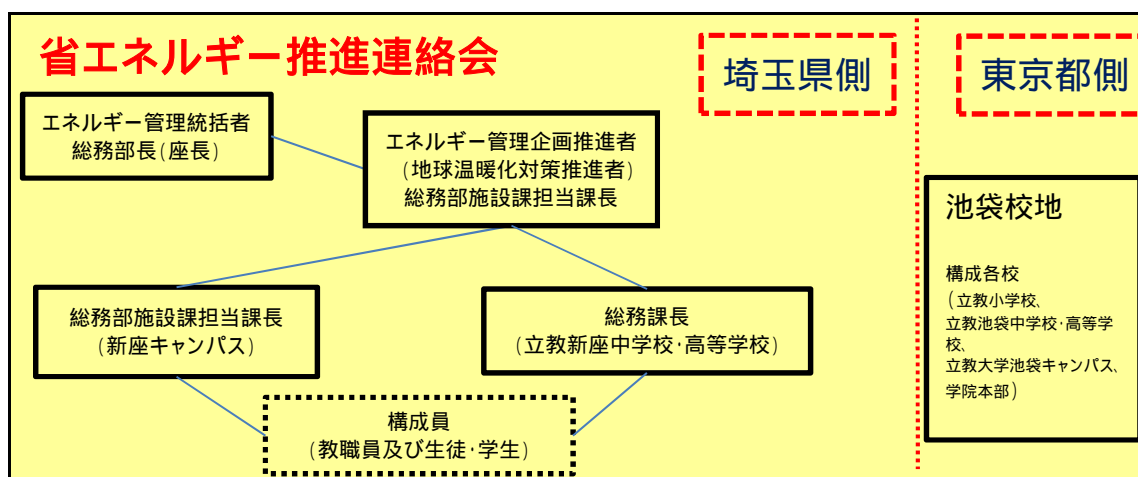 省エネルギー推進連絡会
埼玉県側
東京都側
エネルギー管理統括者
総務部長(座長)
エネルギー管理企画推進者
(地球温暖化対策推進者)
総務部施設課担当課長
総務部施設課担当課長
(新座キャンパス)
総務課長
(立教新座中学校・高等学校)
構成員
(教職員及び生徒・学生)
池袋校地
構成各校
(立教小学校、
立教池袋中学校・高等学
校、
立教大学池袋キャンパス、
学院本部)